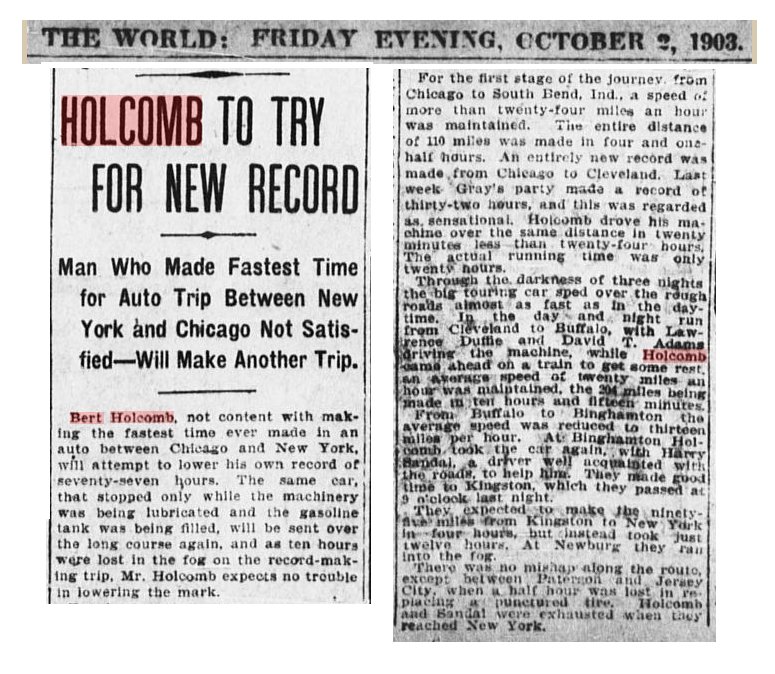 THE WORLD: FRIDAY EVENING, OCTOBER 2, 1903.
HOLCOMB TO TRY
FOR NEW RECORD
Man Who Made Fastest Time
for Auto Trip Between New
York and Chicago Not Satis-
fied—Will Make Another Trip.
Bert Holcomb, not content with mak-
ing the fastest time ever made in an
auto between Chicago and New York,
will attempt to lower his own record of
seventy-seven hours. The same car,
that stopped only while the machinery
was being lubricated and the gasoline
tank was being filled, will be sent over
the long course again, and as ten hours
were lost in the fog on the record-mak-
ing trip, Mr. Holcomb expects no trouble
in lowering the mark.
For the first stage of the journey, from
Chicago to South Bend, Ind., a speed of
more than twenty-four miles an hour
was maintained. The entire distance
of 110 miles was made in four and one-
half hours. An entirely new record was
made from Chicago to Cleveland. Last
week Gray's party made a record of
thirty-two hours, and this was regarded
as sensational. Holcomb drove his ma-
chine over the same distance in twenty
minutes less than twenty-four hours.
The actual running time was only
twenty hours.
Through the darkness of three nights
the big touring car sped over the rough
roads almost as fast as in the day-
time. In the day and night run
from Cleveland to Buffalo, with Law-
rence Duffie and David T. Adams
driving the machine, while Holcomb
came ahead on a train to get some rest,
an average speed of twenty miles an
hour was maintained, the 204 miles being
made in ten hours and fifteen minutes.
From Buffalo to Binghamton the
average speed was reduced to thirteen
miles per hour. At Binghamton Hol-
comb took the car again, with Harry
Sandal, a driver well acquainted with
the roads, to help him. They made good
time to Kingston, which they passed at
9 o'clock last night.
They expected to make the ninety-
five miles from Kingston to New York
in four hours, but instead took just
twelve hours. At Newburg they ran
into the fog.
There was no mishap along the route,
except between Paterson and Jersey
City, when a half hour was lost in re-
placing a punctured tire. Holcomb
and Sandal were exhausted when they
reached New York.